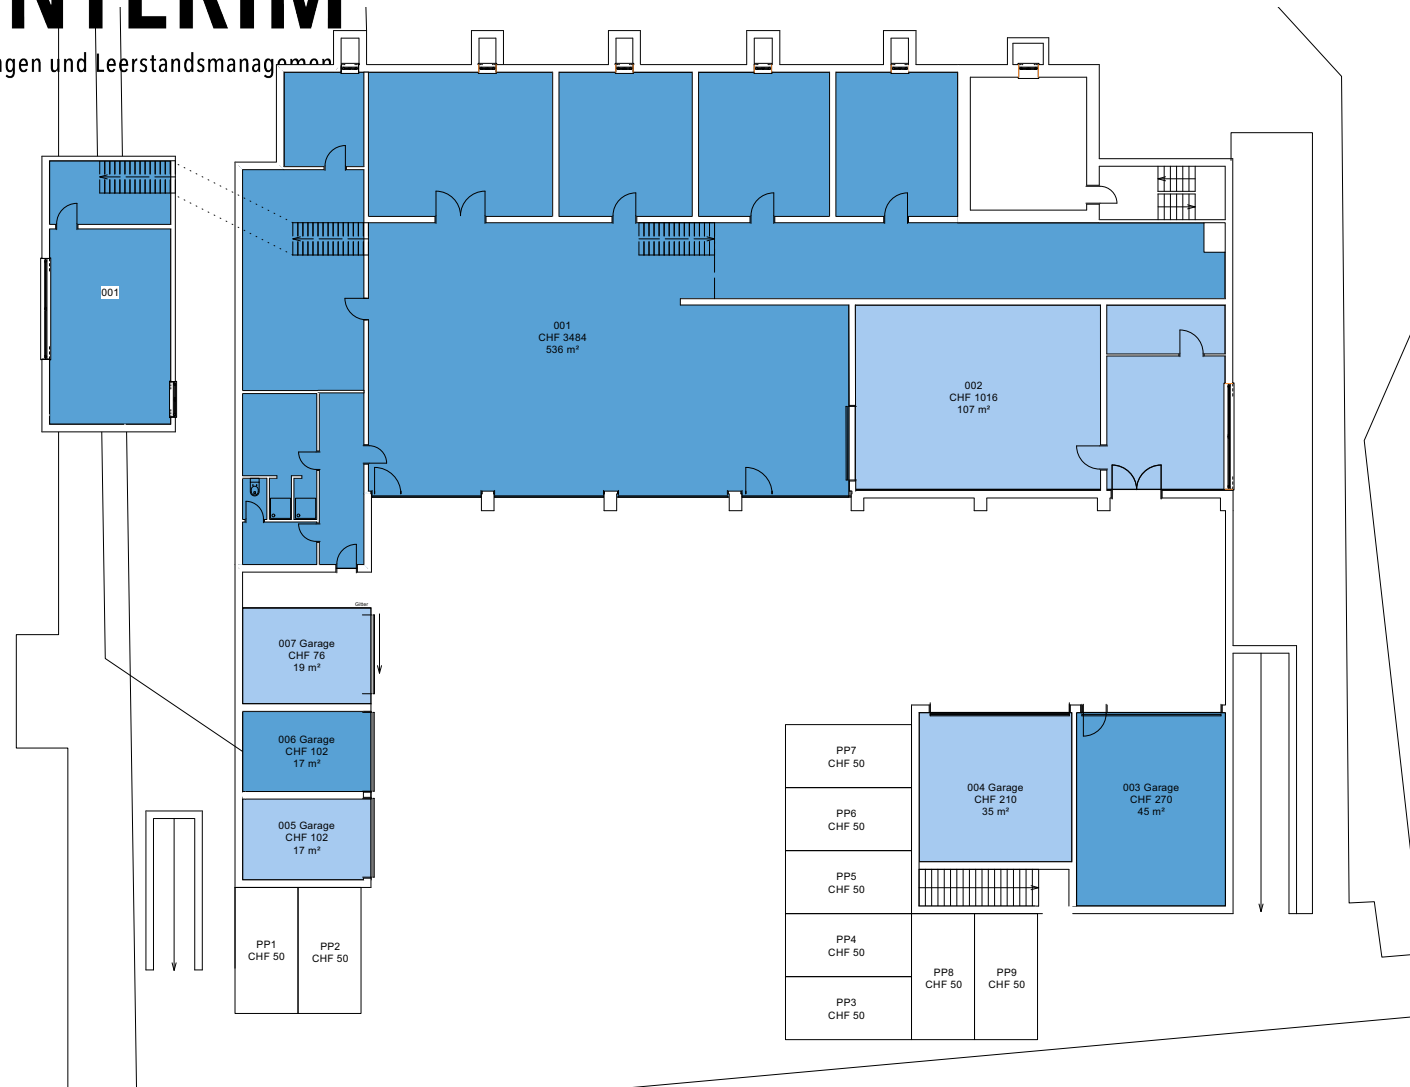 INTERIM
ngen und Leerstandsmanagemen
001
001
CHF 3484
536 m²
002
CHF 1016
107 m²
Gitter
007 Garage
CHF 76
19 m²
006 Garage
CHF 102
17 m²
005 Garage
CHF 102
17 m²
PP1
CHF 50
PP2
CHF 50
PP7
CHF 50
PP6
CHF 50
PP5
CHF 50
PP4
CHF 50
PP3
CHF 50
PP8
CHF 50
PP9
CHF 50
004 Garage
CHF 210
35 m²
003 Garage
CHF 270
45 m²